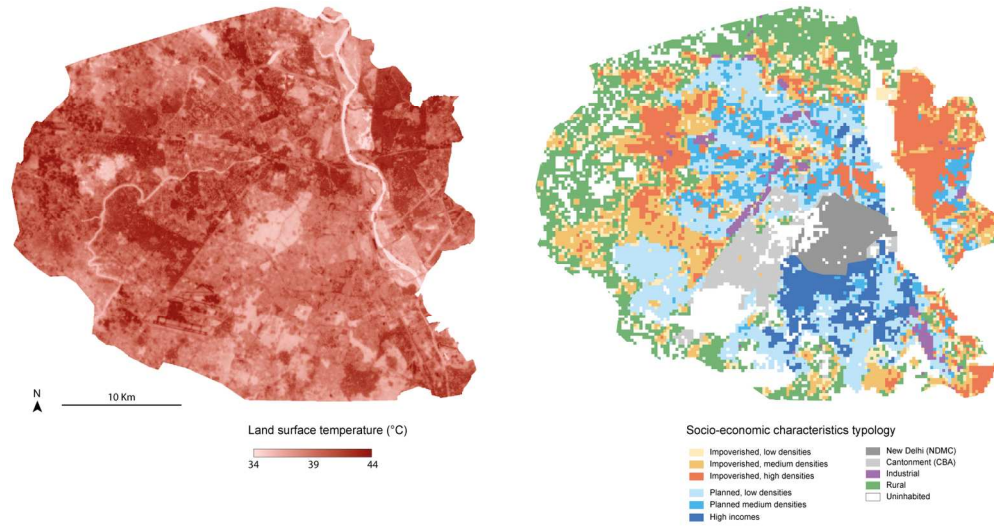 N
10 Km
Land surface temperature (°C)
34 39 44
Socio-economic characteristics typology
Impoverished, low densities
Impoverished, medium densities
Impoverished, high densities
Planned, low densities
Planned medium densities
High incomes
New Delhi (NDMC)
Cantonment (CBA)
Industrial
Rural
Uninhabited